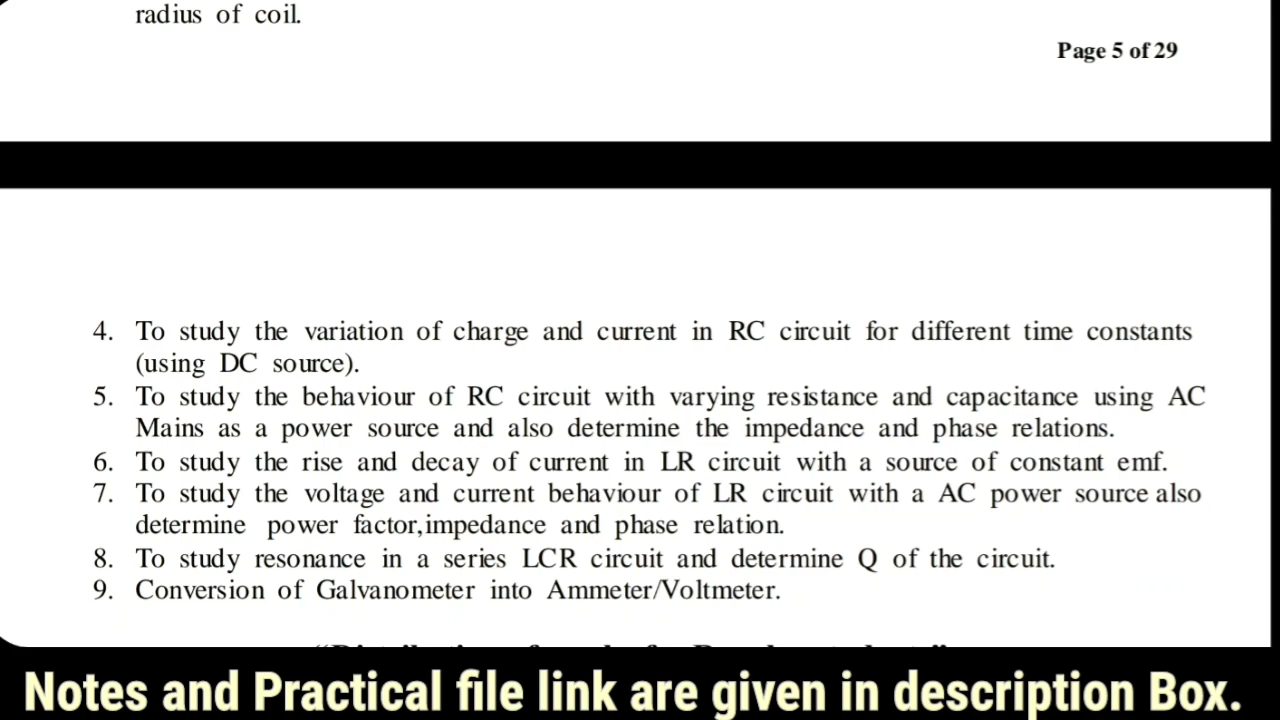 radius of coil.
Page 5 of 29
4. To study the variation of charge and current in RC circuit for different time constants
(using DC source).
5. To study the behaviour of RC circuit with varying resistance and capacitance using AC
Mains as a power source and also determine the impedance and phase relations.
6. To study the rise and decay of current in LR circuit with a source of constant emf.
7. To study the voltage and current behaviour of LR circuit with a AC power source also
determine power factor,impedance and phase relation.
8. To study resonance in a series LCR circuit and determine Q of the circuit.
9. Conversion of Galvanometer into Ammeter/Voltmeter.
Notes and Practical file link are given in description Box.